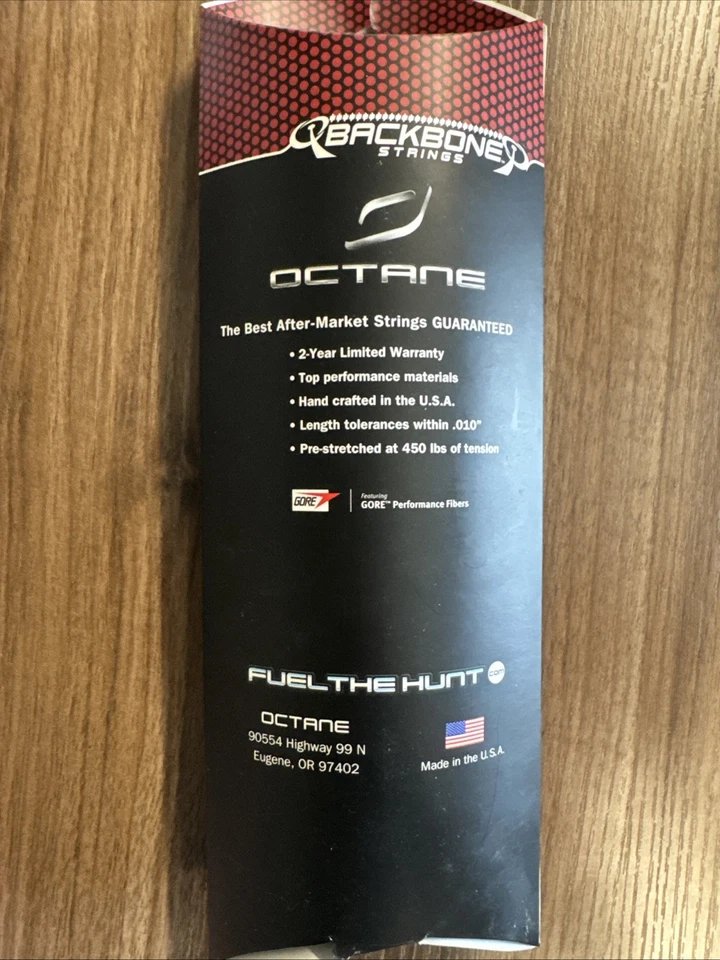 BACKBONE
STRINGS™
OCTANE
The Best After-Market Strings GUARANTEED
• 2-Year Limited Warranty
• Top performance materials
• Hand crafted in the U.S.A.
• Length tolerances within .010"
• Pre-stretched at 450 lbs of tension
GORE
Featuring
GORE™ Performance Fibers
FUELTHEHUNT.com
OCTANE
90554 Highway 99 N
Eugene, OR 97402
Made in the U.S.A.